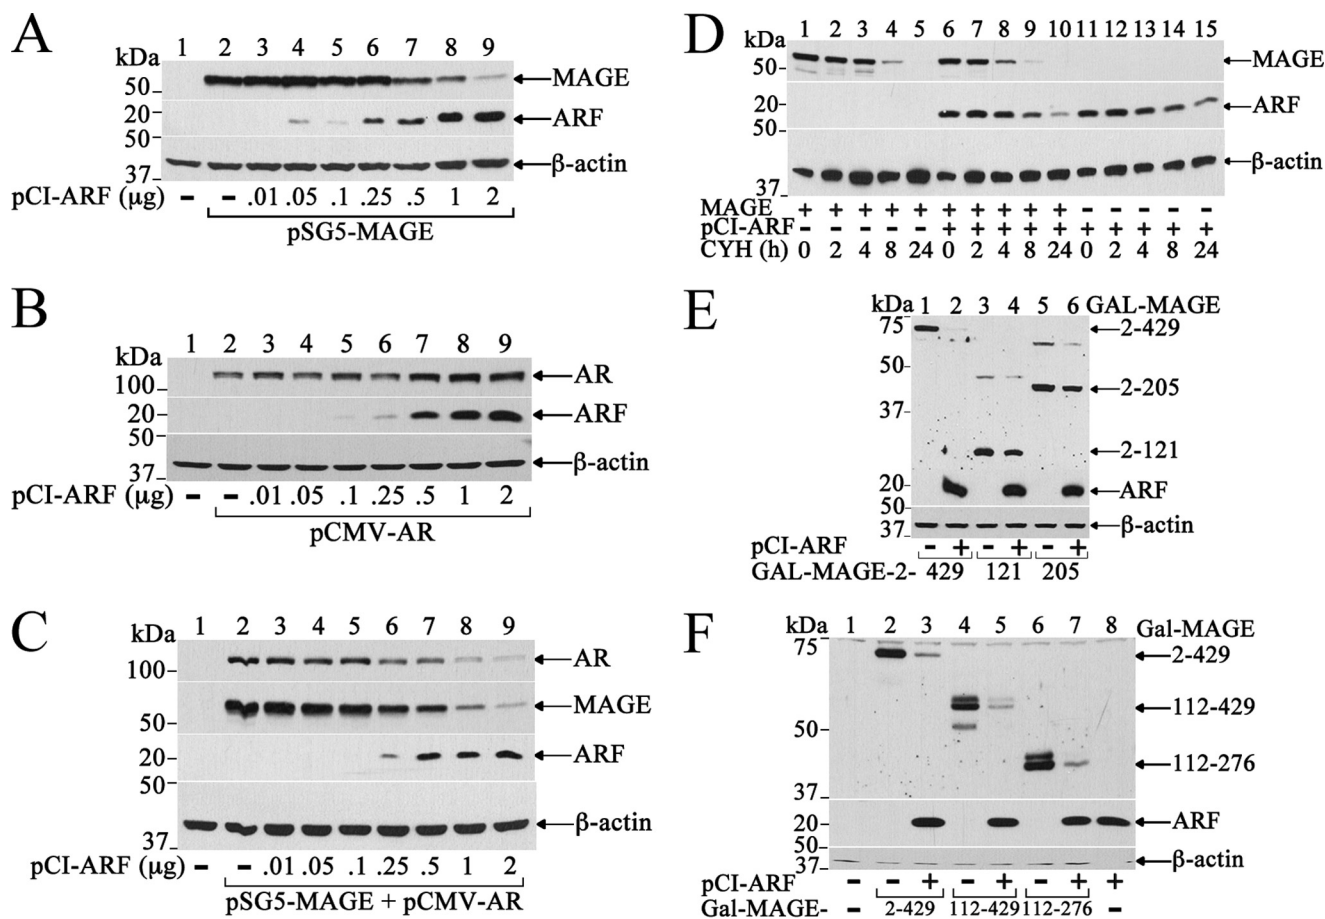 A
1 2 3 4 5 6 7 8 9
kDa
50
MAGE
20
ARF
50
β-actin
37
pCI-ARF (μg) – – .01 .05 .1 .25 .5 1 2
pSG5-MAGE
B
1 2 3 4 5 6 7 8 9
kDa
100
AR
20
ARF
50
β-actin
37
pCI-ARF (μg) – – .01 .05 .1 .25 .5 1 2
pCMV-AR
C
1 2 3 4 5 6 7 8 9
kDa
AR
100
MAGE
50
20
ARF
50
β-actin
37
pCI-ARF (μg) – – .01 .05 .1 .25 .5 1 2
pSG5-MAGE + pCMV-AR
D
1 2 3 4 5 6 7 8 9 10 11 12 13 14 15
kDa
50
MAGE
20
ARF
50
β-actin
37
MAGE + + + + + + + + + + – – – – –
pCI-ARF – – – – – + + + + + + + + + +
CYH (h) 0 2 4 8 24 0 2 4 8 24 0 2 4 8 24
E
kDa 1 2 3 4 5 6 GAL-MAGE
75
2-429
50
2-205
37
2-121
20
ARF
50
β-actin
37
pCI-ARF – + – + – +
GAL-MAGE-2- 429 121 205
F
kDa 1 2 3 4 5 6 7 8 Gal-MAGE
75
2-429
112-429
50
112-276
37
20
ARF
50
β-actin
37
pCI-ARF – – + – + – + +
Gal-MAGE- – 2-429 112-429 112-276 –